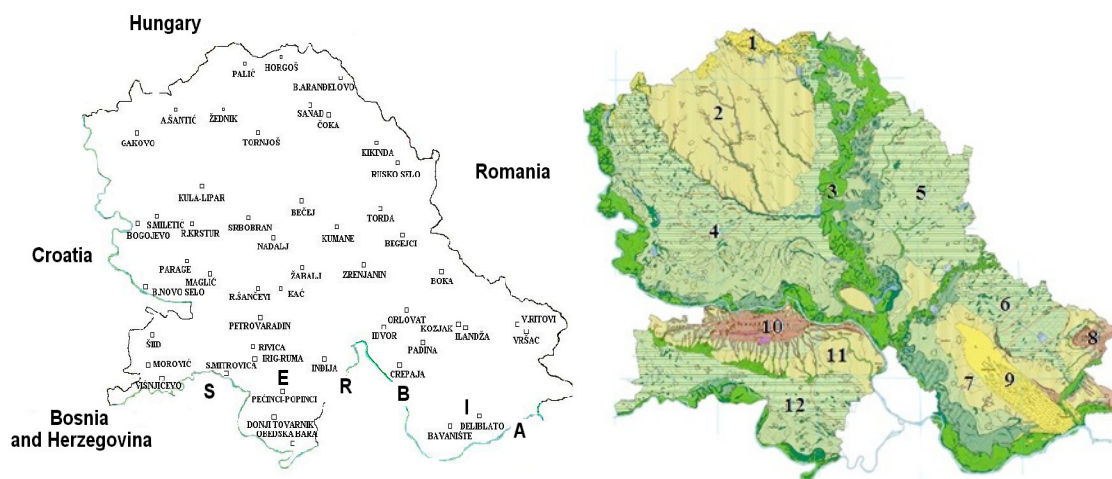 Hungary
HORGOŠ
PALIĆ
B.ARANĐELOVO
SANAD
ČOKA
A.ŠANTIĆ
ŽEDNIK
GAKOVO
TORNJOŠ
KIKINDA
RUSKO SELO
Romania
KULA-LIPAR
BEČEJ
TORDA
S.MILETIĆ
BOGOJEVO
R.KRSTUR
SRBOBRAN
NADALJ
KUMANE
BEGEJCI
Croatia
PARAGE
MAGLIĆ
B.NOVO SELO
ŽABALJ
ZRENJANIN
BOKA
R.ŠANČEVI
KAĆ
PETROVARADIN
ORLOVAT
IDVOR
KOZJAK
ILANDŽA
V.RITOVI
VRŠAC
PADINA
ŠID
RIVICA
MOROVIĆ
IRIG-RUMA
INĐIJA
S.MITROVICA
CREPAJA
VIŠNJIĆEVO
S E R B I A
PEĆINCI-POPINCI
Bosnia
and Herzegovina
DONJI TOVARNIK
OBEDSKA BARA
DELIBLATO
BAVANIŠTE
1
2
3
4
5
6
7
8
9
10
11
12